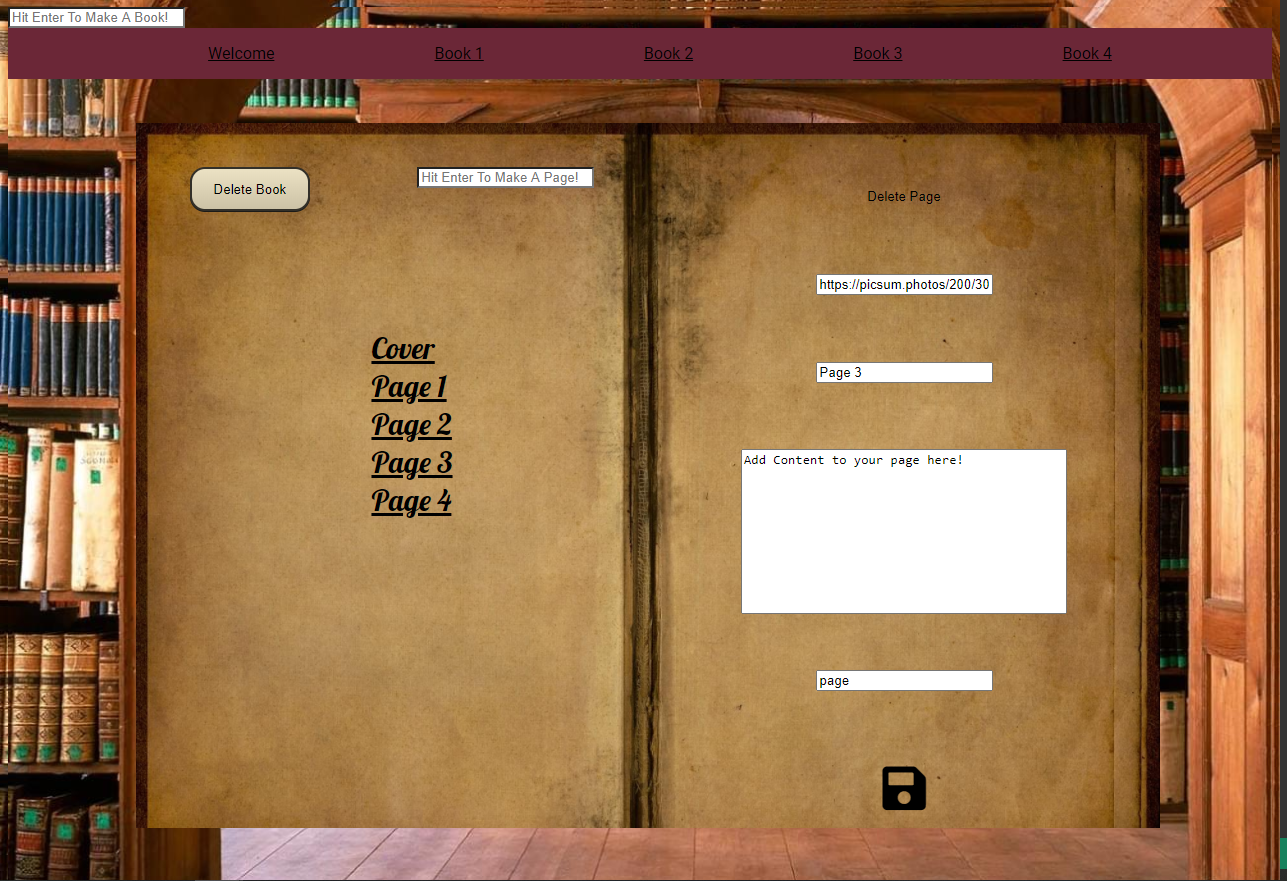 Hit Enter To Make A Book!
Welcome Book 1 Book 2 Book 3 Book 4
Delete Book
Hit Enter To Make A Page!
Cover
Page 1
Page 2
Page 3
Page 4
Delete Page
https://picsum.photos/200/30
Page 3
Add Content to your page here!
page